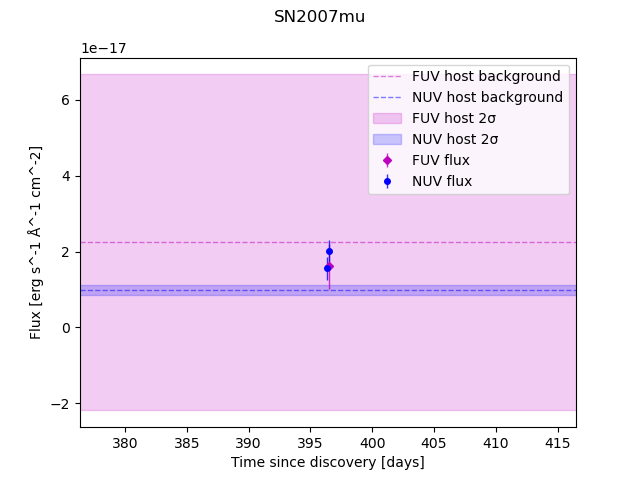 SN2007mu
1e−17
FUV host background
NUV host background
FUV host 2σ
NUV host 2σ
FUV flux
NUV flux
6
4
2
0
−2
Flux [erg s^-1 Å^-1 cm^-2]
380 385 390 395 400 405 410 415
Time since discovery [days]